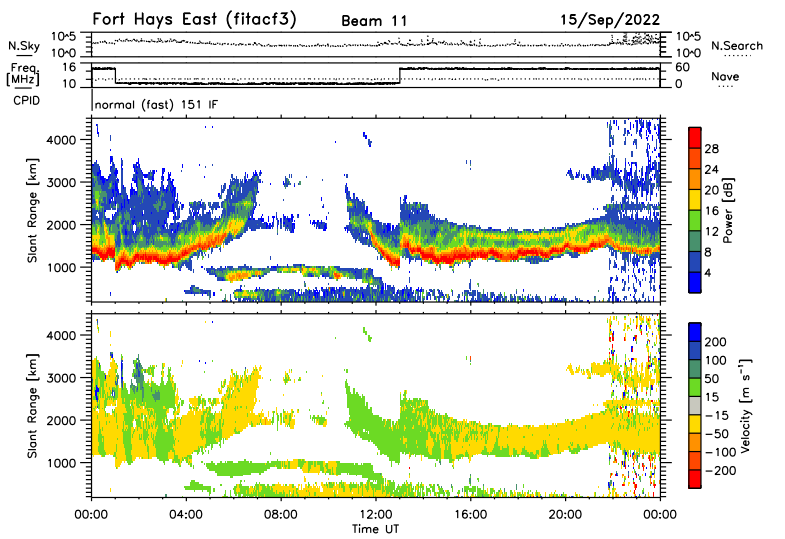 Fort Hays East (fitacf3) Beam 11 15/Sep/2022
N.Sky 10^5 10^5 N.Search
10^0 10^0
Freq. 16 60 Nave
[MHz] 10 0
CPID normal (fast) 151 IF
Slant Range [km]
4000
3000
2000
1000
Power [dB]
28
24
20
16
12
8
4
Slant Range [km]
4000
3000
2000
1000
Velocity [m s⁻¹]
200
100
50
15
−15
−50
−100
−200
00:00 04:00 08:00 12:00 16:00 20:00 00:00
Time UT